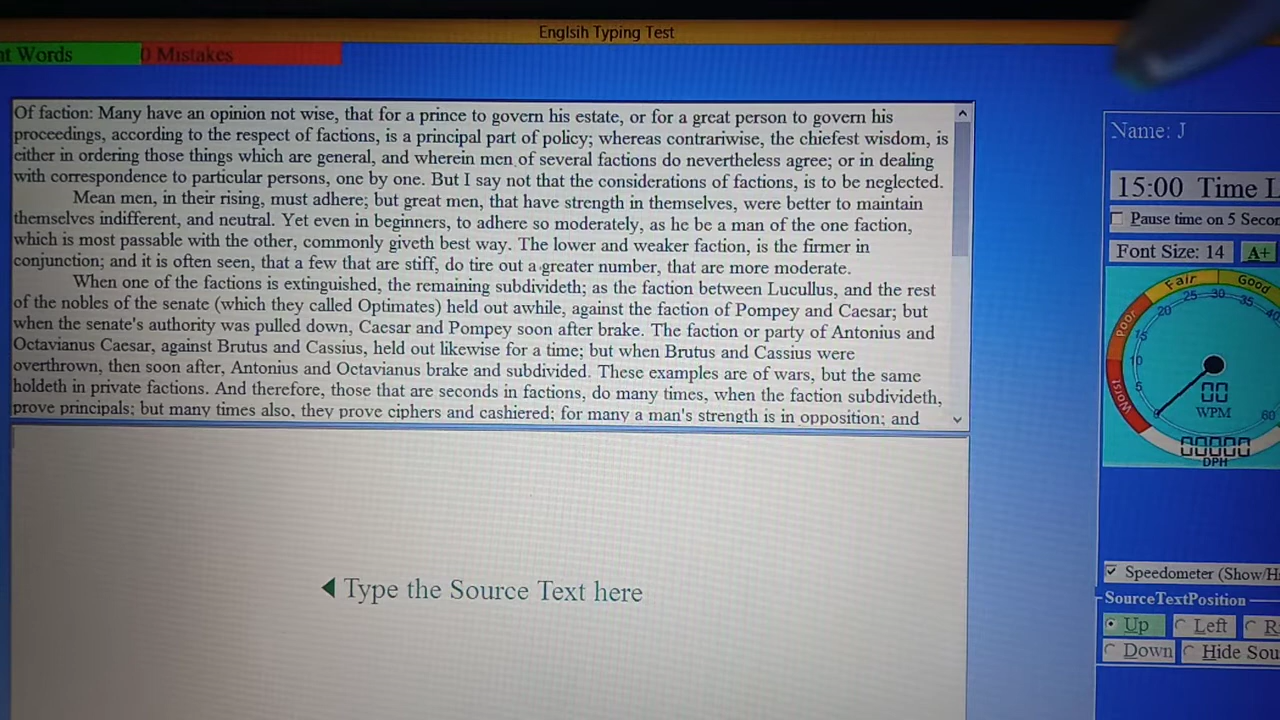 Englsih Typing Test
t Words
0 Mistakes
Of faction: Many have an opinion not wise, that for a prince to govern his estate, or for a great person to govern his
proceedings, according to the respect of factions, is a principal part of policy; whereas contrariwise, the chiefest wisdom, is
either in ordering those things which are general, and wherein men of several factions do nevertheless agree; or in dealing
with correspondence to particular persons, one by one. But I say not that the considerations of factions, is to be neglected.
Mean men, in their rising, must adhere; but great men, that have strength in themselves, were better to maintain
themselves indifferent, and neutral. Yet even in beginners, to adhere so moderately, as he be a man of the one faction,
which is most passable with the other, commonly giveth best way. The lower and weaker faction, is the firmer in
conjunction; and it is often seen, that a few that are stiff, do tire out a greater number, that are more moderate.
When one of the factions is extinguished, the remaining subdivideth; as the faction between Lucullus, and the rest
of the nobles of the senate (which they called Optimates) held out awhile, against the faction of Pompey and Caesar; but
when the senate's authority was pulled down, Caesar and Pompey soon after brake. The faction or party of Antonius and
Octavianus Caesar, against Brutus and Cassius, held out likewise for a time; but when Brutus and Cassius were
overthrown, then soon after, Antonius and Octavianus brake and subdivided. These examples are of wars, but the same
holdeth in private factions. And therefore, those that are seconds in factions, do many times, when the faction subdivideth,
prove principals; but many times also, they prove ciphers and cashiered; for many a man's strength is in opposition; and
Type the Source Text here
Name: J
15:00 Time L
Pause time on 5 Secon
Font Size: 14 A+
Worst Poor Fair Good
5 10 15 20 25 30 35 40 60
00
WPM
00000
DPH
Speedometer (Show/H
SourceTextPosition
Up Left R
Down Hide Sou